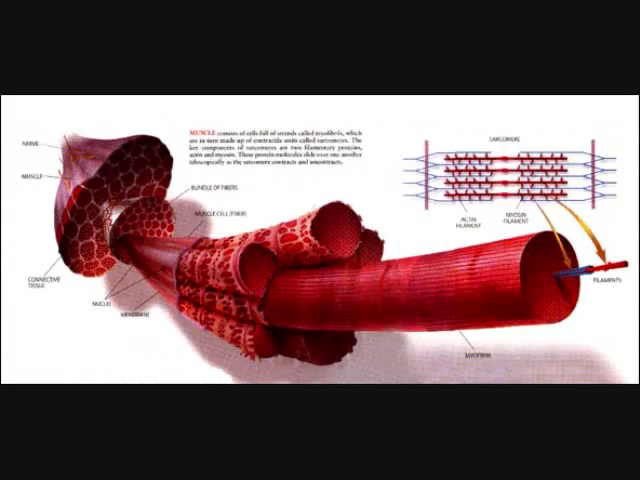 MUSCLE consists of cells full of strands called myofibrils, which
are in turn made up of contractile units called sarcomeres. The
key components of sarcomeres are two filamentary proteins,
actin and myosin. These protein molecules slide over one another
telescopically as the sarcomere contracts and uncontracts.
NERVE
MUSCLE
CONNECTIVE
TISSUE
NUCLEI
MEMBRANE
BUNDLE OF FIBERS
MUSCLE CELL (FIBER)
SARCOMERE
ACTIN
FILAMENT
MYOSIN
FILAMENT
FILAMENTS
MYOFIBRIL